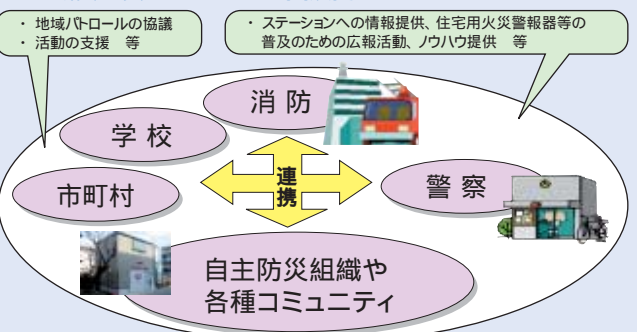 ・ 地域パトロールの協議
・ 活動の支援　等
・ ステーションへの情報提供、住宅用火災警報器等の
普及のための広報活動、ノウハウ提供　等
消 防
学 校
市町村
連携
警 察
自主防災組織や
各種コミュニティ